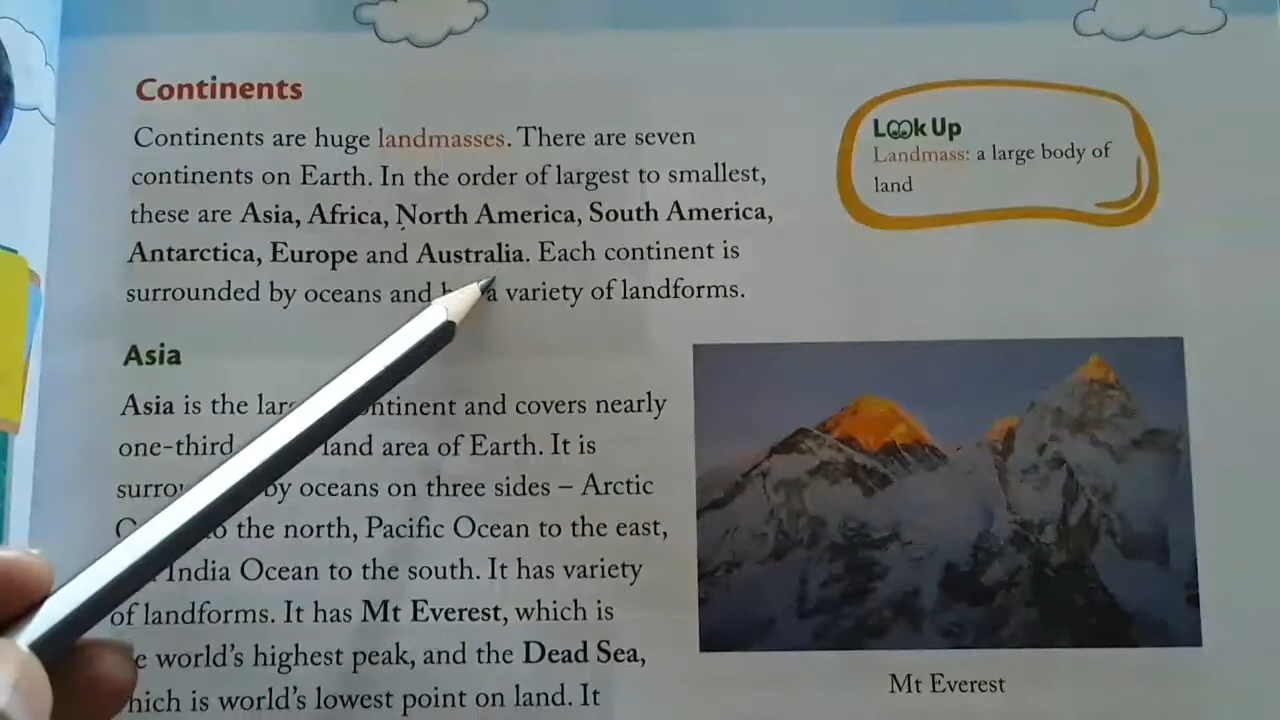 Continents
Continents are huge landmasses. There are seven
continents on Earth. In the order of largest to smallest,
these are Asia, Africa, North America, South America,
Antarctica, Europe and Australia. Each continent is
surrounded by oceans and a variety of landforms.
Look Up
Landmass: a large body of
land
Asia
Asia is the continent and covers nearly
one-third land area of Earth. It is
by oceans on three sides – Arctic
to the north, Pacific Ocean to the east,
India Ocean to the south. It has variety
of landforms. It has Mt Everest, which is
world's highest peak, and the Dead Sea,
which is world's lowest point on land. It
Mt Everest